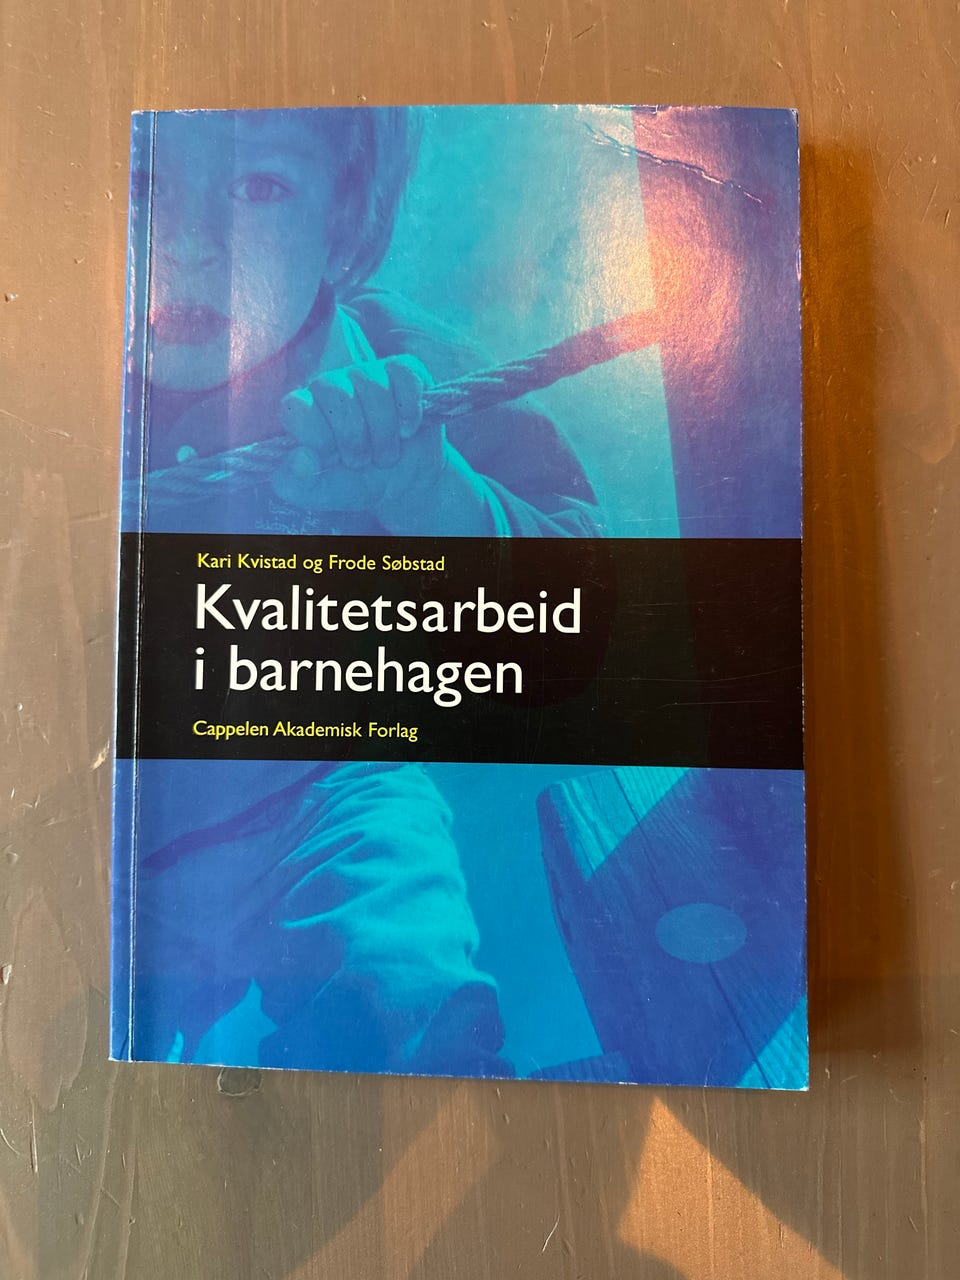 Kari Kvistad og Frode Søbstad
Kvalitetsarbeid
i barnehagen
Cappelen Akademisk Forlag